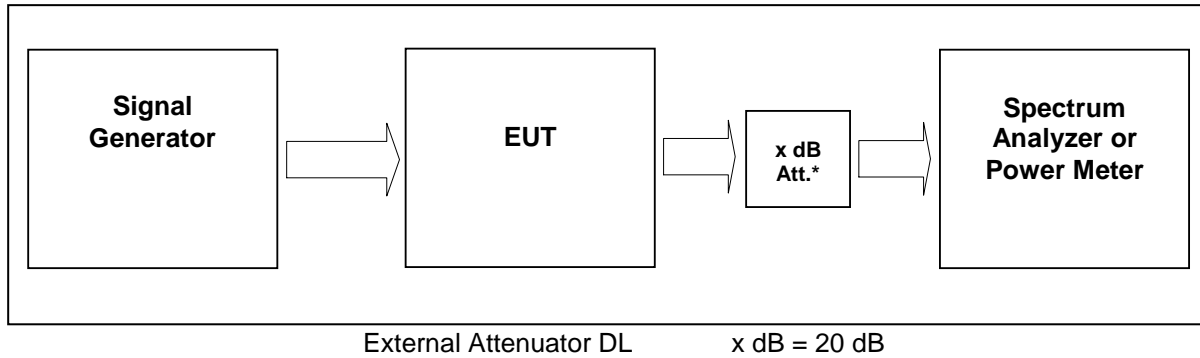 Signal
Generator
EUT
x dB
Att.*
Spectrum
Analyzer or
Power Meter
External Attenuator DL x dB = 20 dB